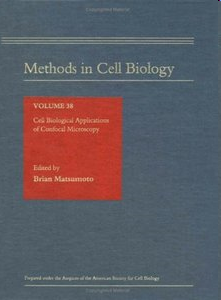 Methods in Cell Biology
VOLUME 38
Cell Biological Applications
of Confocal Microscopy
Edited by
Brian Matsumoto
Prepared under the Auspices of the American Society for Cell Biology